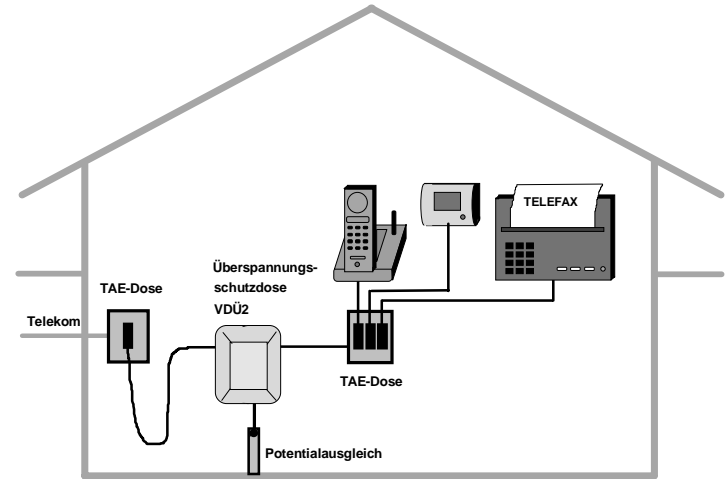 TELEFAX
Überspannungs-
schutzdose
VDÜ2
TAE-Dose
Telekom
TAE-Dose
Potentialausgleich